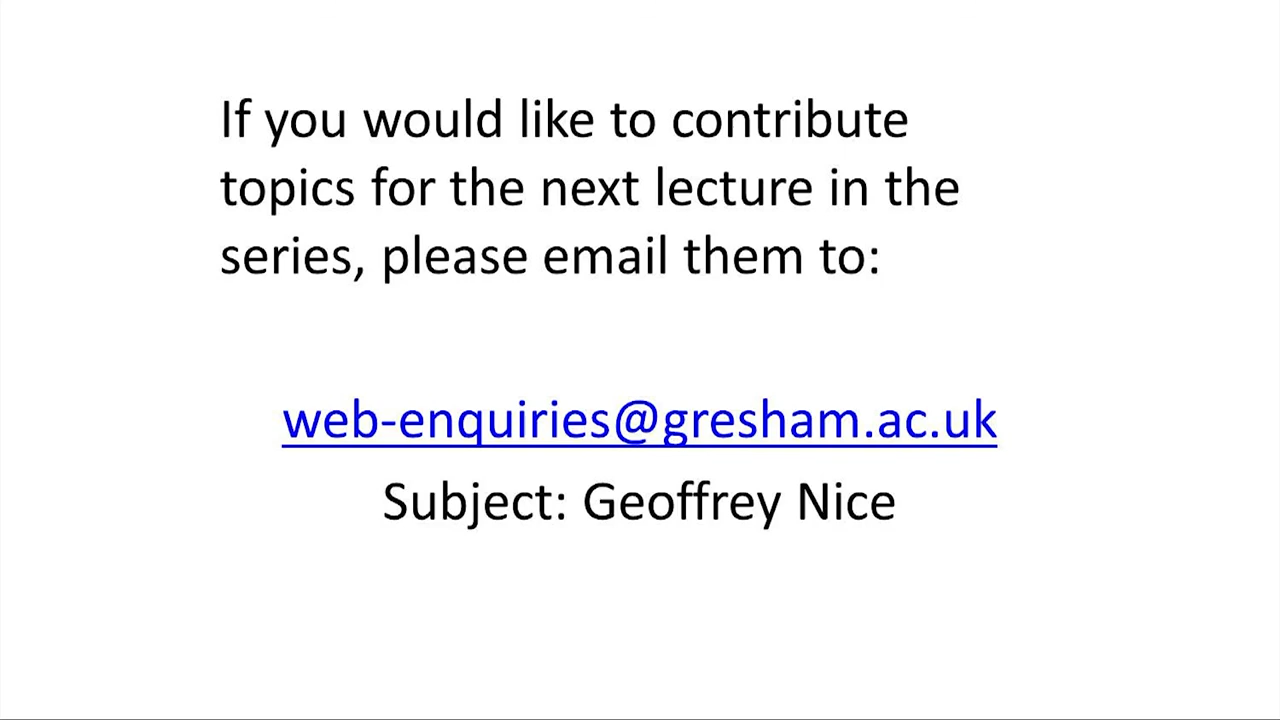 If you would like to contribute
topics for the next lecture in the
series, please email them to:
web-enquiries@gresham.ac.uk
Subject: Geoffrey Nice